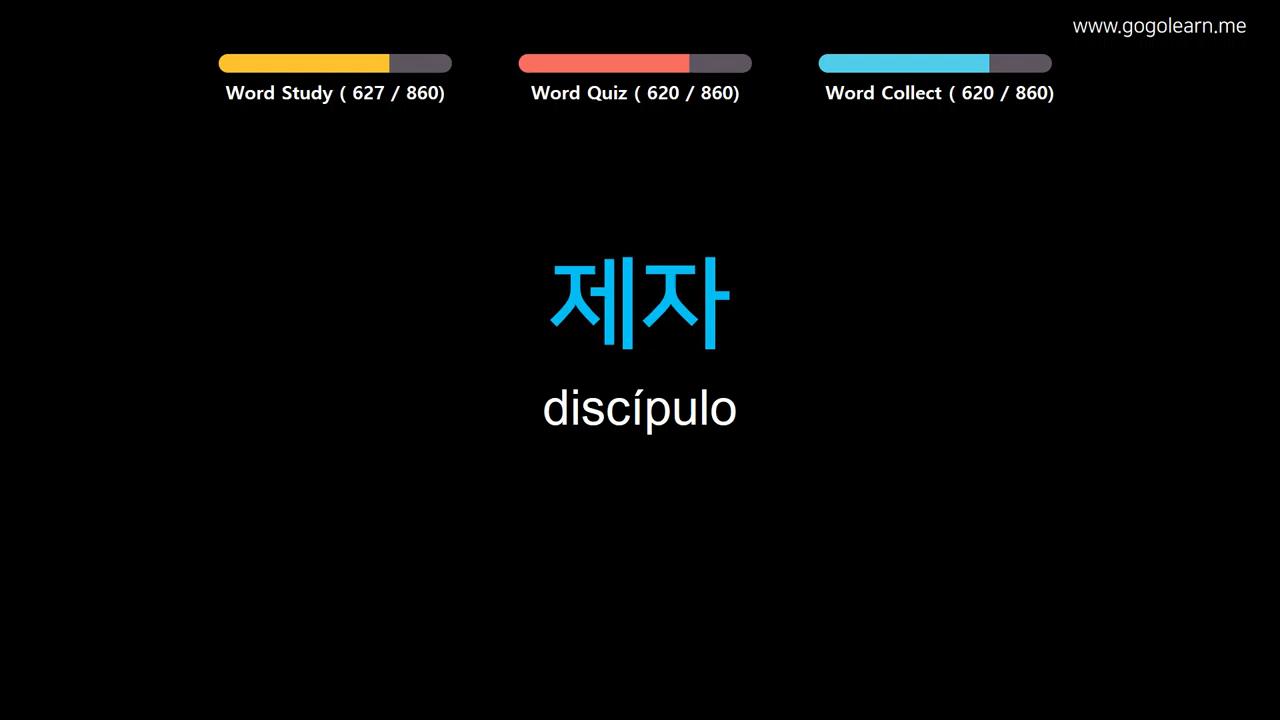 www.gogolearn.me
Word Study ( 627 / 860)
Word Quiz ( 620 / 860)
Word Collect ( 620 / 860)
제자
discípulo